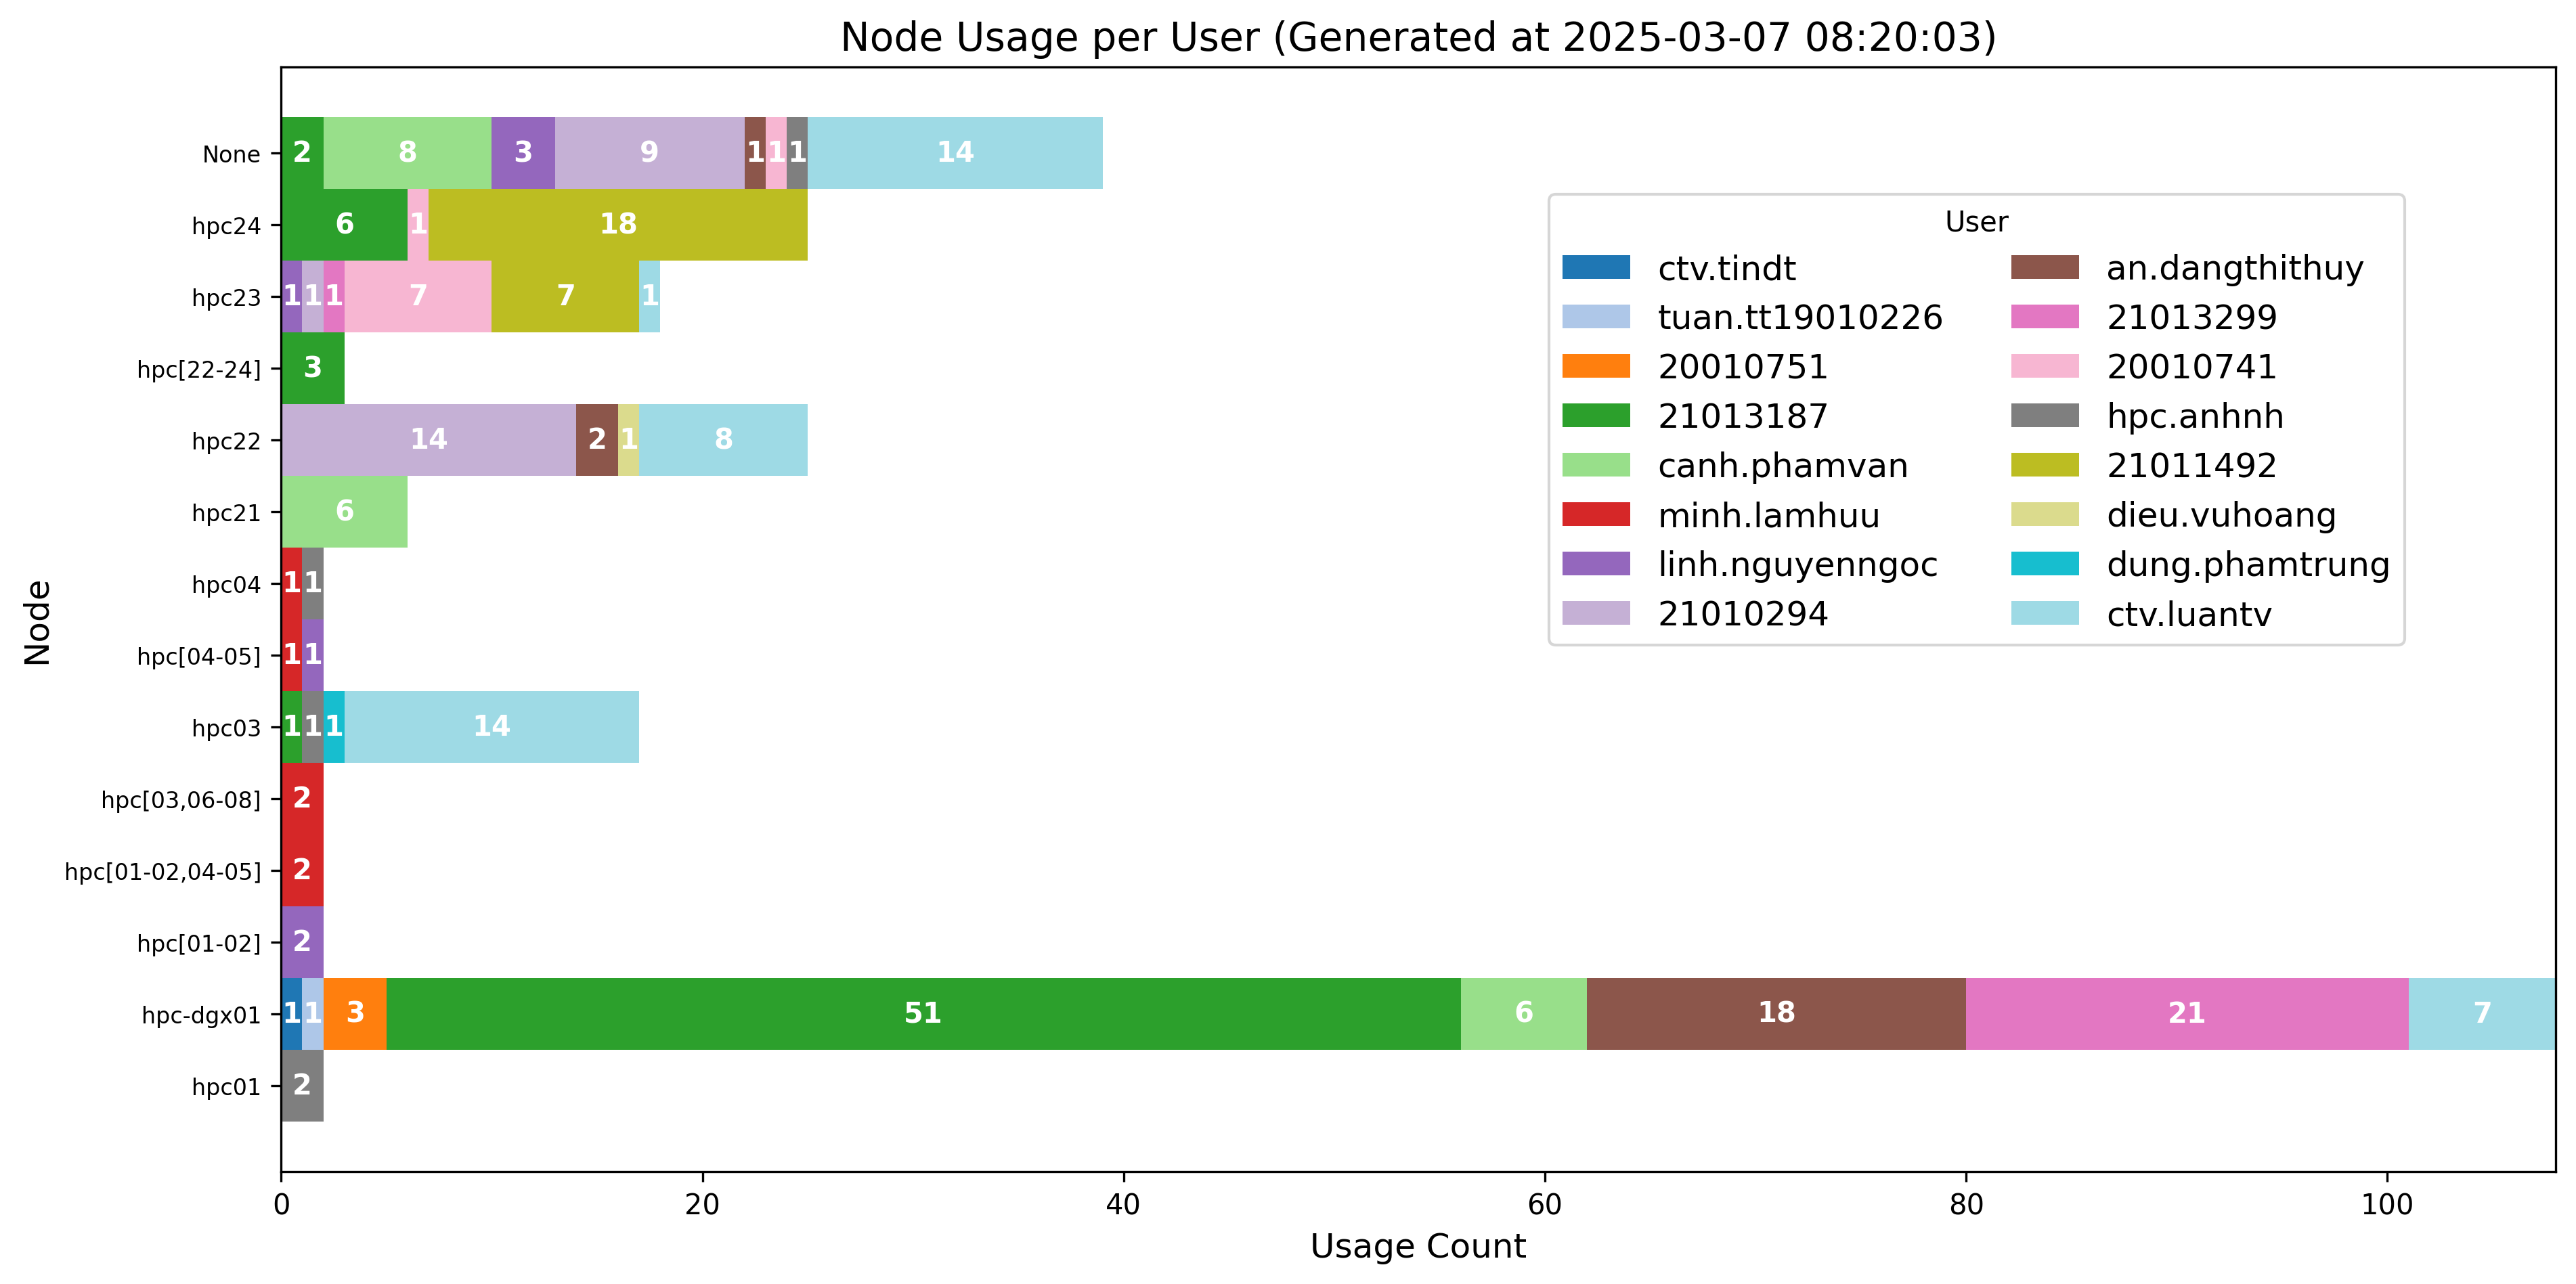 Node Usage per User (Generated at 2025-03-07 08:20:03)
None 2 8 3 9 1 1 1 14
hpc24 6 1 18
hpc23 1 1 1 7 7 1
hpc[22-24] 3
hpc22 14 2 1 8
hpc21 6
hpc04 1 1
hpc[04-05] 1 1
hpc03 1 1 1 14
hpc[03,06-08] 2
hpc[01-02,04-05] 2
hpc[01-02] 2
hpc-dgx01 1 1 3 51 6 18 21 7
hpc01 2
Node
0 20 40 60 80 100
Usage Count
User
ctv.tindt
tuan.tt19010226
20010751
21013187
canh.phamvan
minh.lamhuu
linh.nguyenngoc
21010294
an.dangthithuy
21013299
20010741
hpc.anhnh
21011492
dieu.vuhoang
dung.phamtrung
ctv.luantv